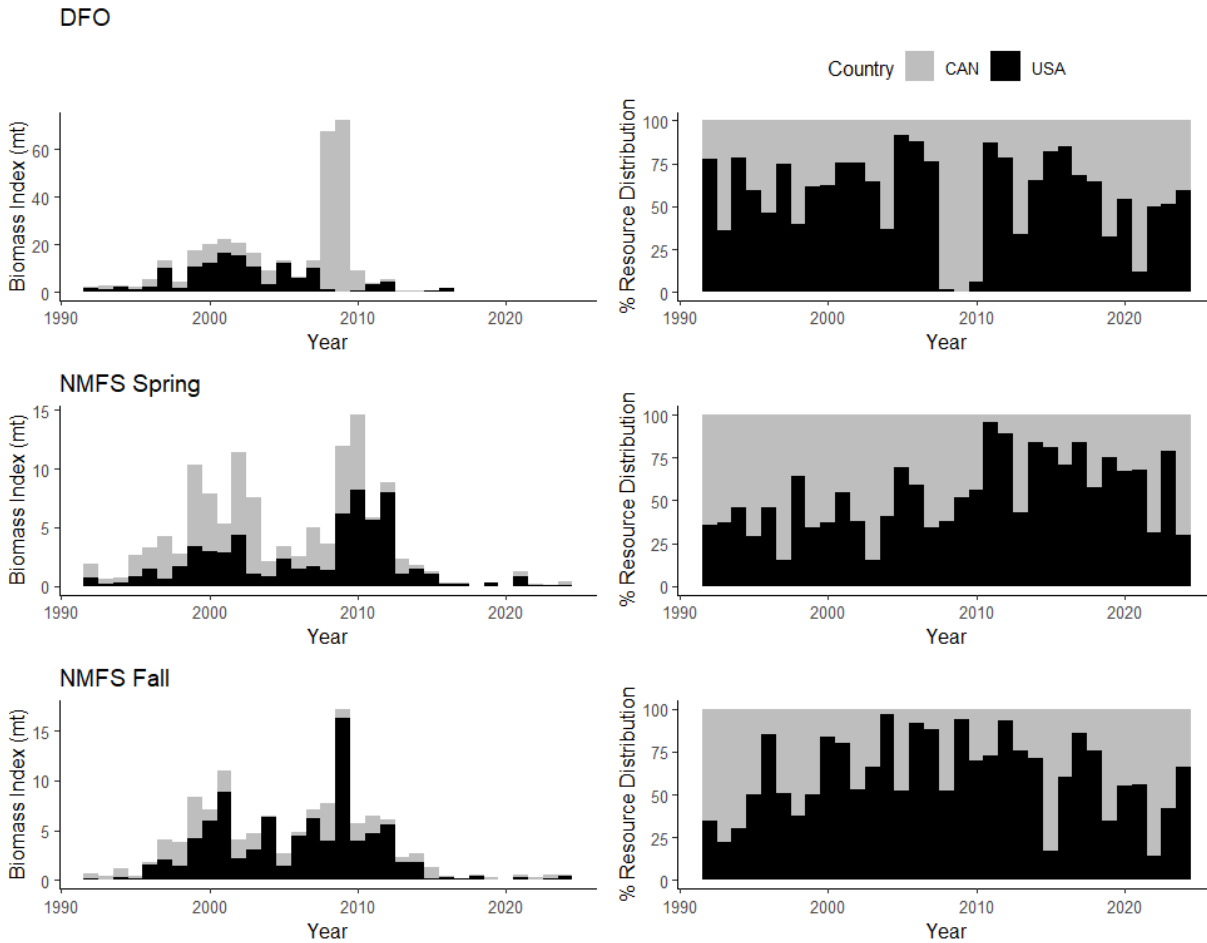 DFO
Country CAN USA
Biomass Index (mt)
60
40
20
0
1990 2000 2010 2020
Year
% Resource Distribution
100
75
50
25
0
1990 2000 2010 2020
Year
NMFS Spring
Biomass Index (mt)
15
10
5
0
1990 2000 2010 2020
Year
% Resource Distribution
100
75
50
25
0
1990 2000 2010 2020
Year
NMFS Fall
Biomass Index (mt)
15
10
5
0
1990 2000 2010 2020
Year
% Resource Distribution
100
75
50
25
0
1990 2000 2010 2020
Year